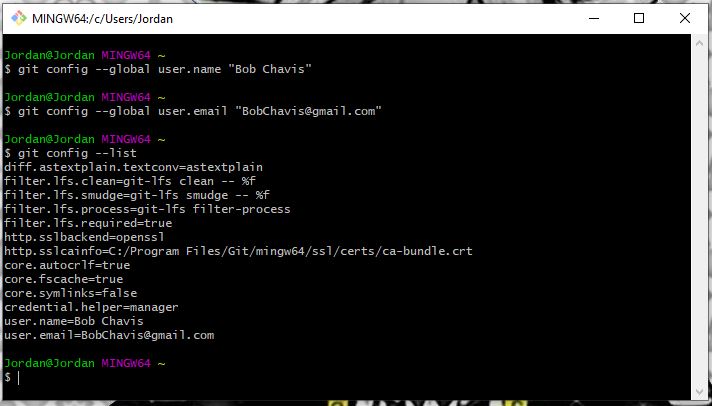 MINGW64:/c/Users/Jordan
Jordan@Jordan MINGW64 ~
$ git config --global user.name "Bob Chavis"
Jordan@Jordan MINGW64 ~
$ git config --global user.email "BobChavis@gmail.com"
Jordan@Jordan MINGW64 ~
$ git config --list
diff.astextplain.textconv=astextplain
filter.lfs.clean=git-lfs clean -- %f
filter.lfs.smudge=git-lfs smudge -- %f
filter.lfs.process=git-lfs filter-process
filter.lfs.required=true
http.sslbackend=openssl
http.sslcainfo=C:/Program Files/Git/mingw64/ssl/certs/ca-bundle.crt
core.autocrlf=true
core.fscache=true
core.symlinks=false
credential.helper=manager
user.name=Bob Chavis
user.email=BobChavis@gmail.com
Jordan@Jordan MINGW64 ~
$